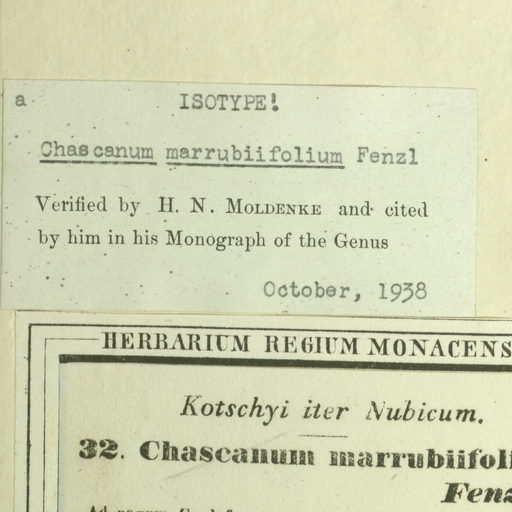 a ISOTYPE!
Chascanum marrubiifolium Fenzl
Verified by H. N. MOLDENKE and cited
by him in his Monograph of the Genus
October, 1938
HERBARIUM REGIUM MONACENS
Kotschyi iter Nubicum.
32. Chascanum marrubiifoli
Fenz